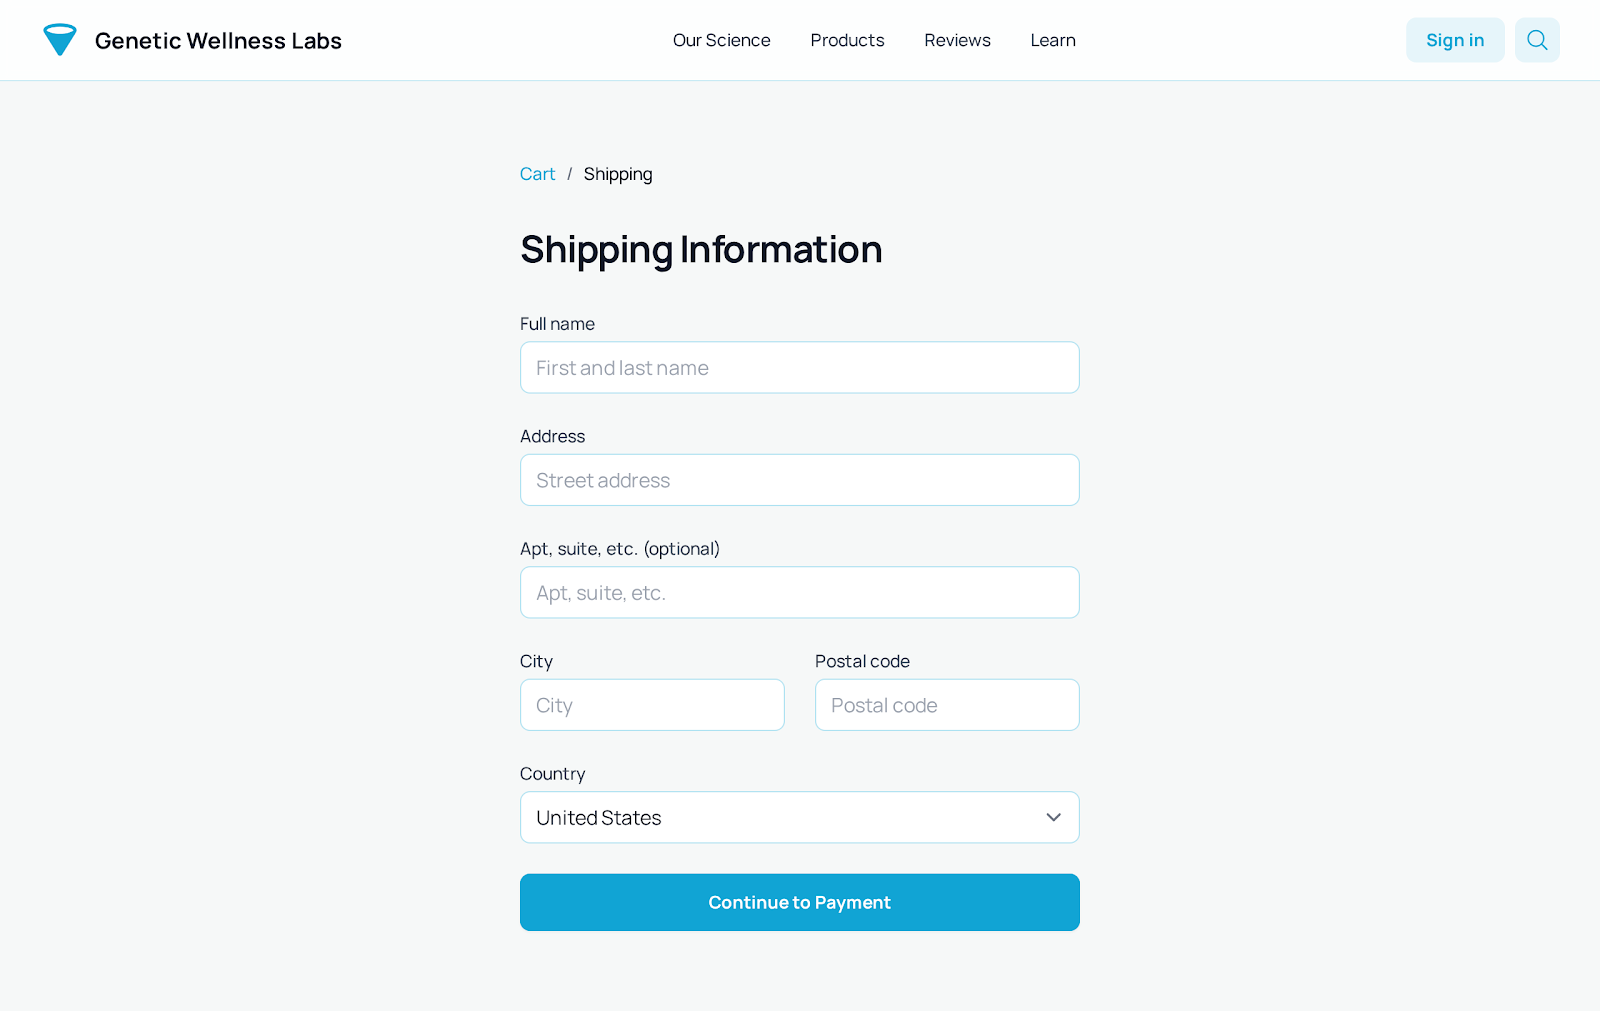 Genetic Wellness Labs
Our Science
Products
Reviews
Learn
Sign in
Cart / Shipping
Shipping Information
Full name
First and last name
Address
Street address
Apt, suite, etc. (optional)
Apt, suite, etc.
City
City
Postal code
Postal code
Country
United States
Continue to Payment